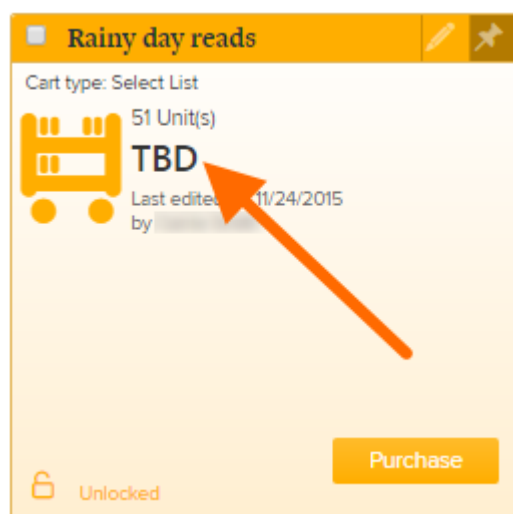 Rainy day reads
Cart type: Select List
51 Unit(s)
TBD
Last edited 11/24/2015
by
Purchase
Unlocked